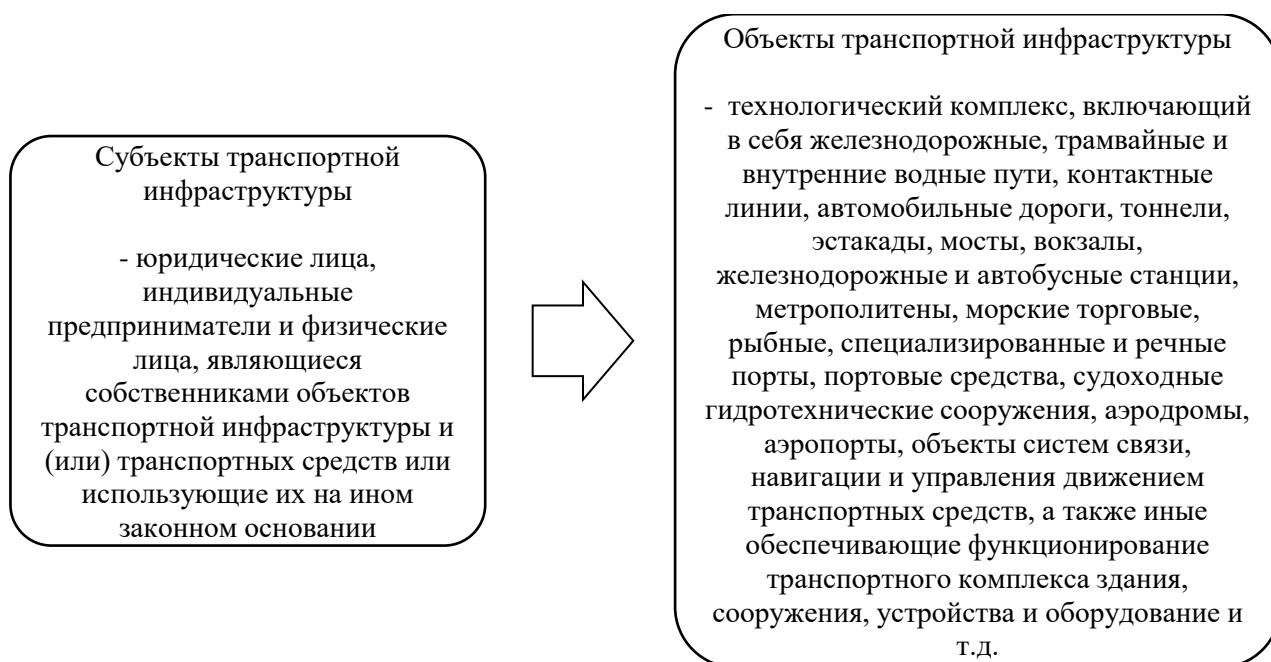 Субъекты транспортной
инфраструктуры
- юридические лица,
индивидуальные
предприниматели и физические
лица, являющиеся
собственниками объектов
транспортной инфраструктуры и
(или) транспортных средств или
использующие их на ином
законном основании
Объекты транспортной инфраструктуры
- технологический комплекс, включающий
в себя железнодорожные, трамвайные и
внутренние водные пути, контактные
линии, автомобильные дороги, тоннели,
эстакады, мосты, вокзалы,
железнодорожные и автобусные станции,
метрополитены, морские торговые,
рыбные, специализированные и речные
порты, портовые средства, судоходные
гидротехнические сооружения, аэродромы,
аэропорты, объекты систем связи,
навигации и управления движением
транспортных средств, а также иные
обеспечивающие функционирование
транспортного комплекса здания,
сооружения, устройства и оборудование и
т.д.